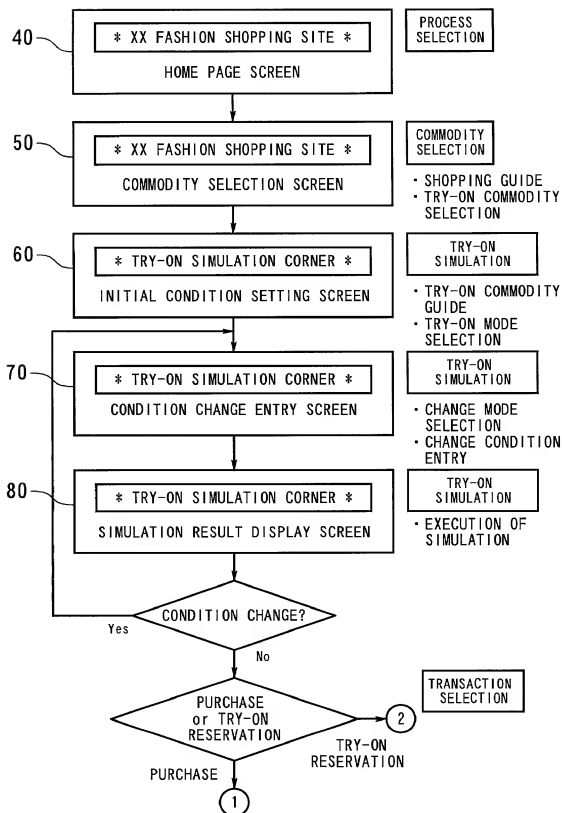 40
* XX FASHION SHOPPING SITE *
HOME PAGE SCREEN
PROCESS
SELECTION
50
* XX FASHION SHOPPING SITE *
COMMODITY SELECTION SCREEN
COMMODITY
SELECTION
・SHOPPING GUIDE
・TRY-ON COMMODITY
SELECTION
60
* TRY-ON SIMULATION CORNER *
INITIAL CONDITION SETTING SCREEN
TRY-ON
SIMULATION
・TRY-ON COMMODITY
GUIDE
・TRY-ON MODE
SELECTION
70
* TRY-ON SIMULATION CORNER *
CONDITION CHANGE ENTRY SCREEN
TRY-ON
SIMULATION
・CHANGE MODE
SELECTION
・CHANGE CONDITION
ENTRY
80
* TRY-ON SIMULATION CORNER *
SIMULATION RESULT DISPLAY SCREEN
TRY-ON
SIMULATION
・EXECUTION OF
SIMULATION
CONDITION CHANGE?
Yes
No
PURCHASE
or TRY-ON
RESERVATION
TRANSACTION
SELECTION
2
TRY-ON
RESERVATION
PURCHASE
1